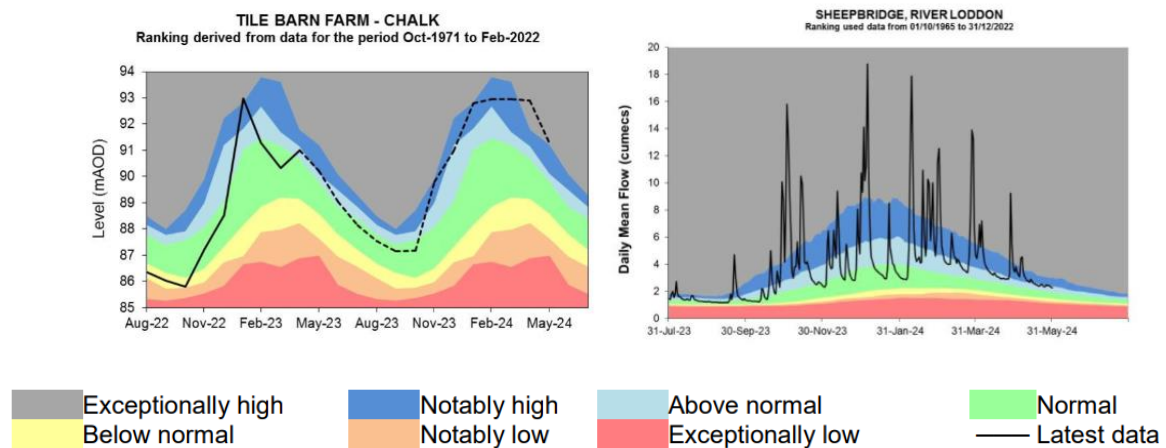 TILE BARN FARM - CHALK
Ranking derived from data for the period Oct-1971 to Feb-2022
Level (mAOD)
94
93
92
91
90
89
88
87
86
85
Aug-22 Nov-22 Feb-23 May-23 Aug-23 Nov-23 Feb-24 May-24
SHEEPBRIDGE, RIVER LODDON
Ranking used data from 01/10/1965 to 31/12/2022
Daily Mean Flow (cumecs)
20
18
16
14
12
10
8
6
4
2
0
31-Jul-23 30-Sep-23 30-Nov-23 31-Jan-24 31-Mar-24 31-May-24
Exceptionally high Notably high Above normal Normal
Below normal Notably low Exceptionally low Latest data